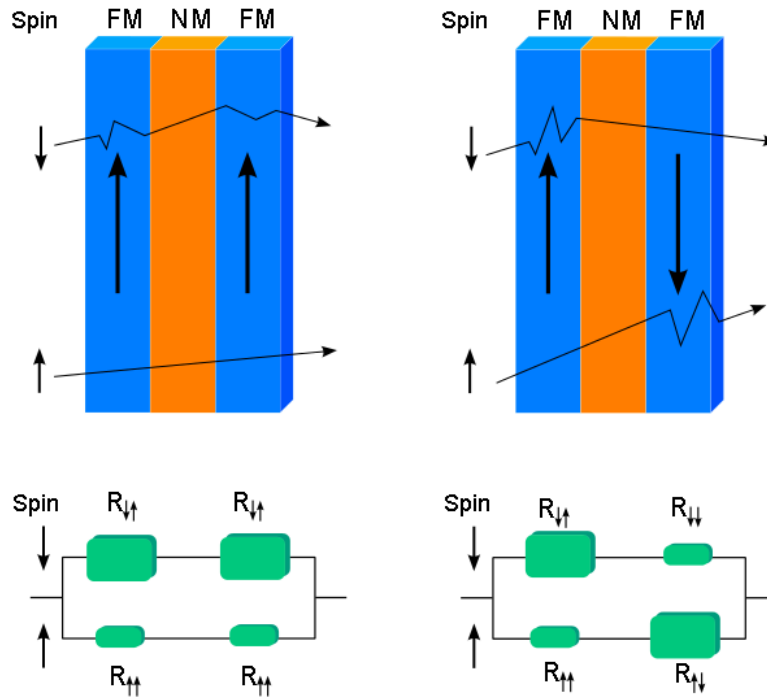 Spin FM NM FM
Spin FM NM FM
Spin R↓↑ R↓↑
R↑↑ R↑↑
Spin R↓↑ R↓↓
R↑↑ R↑↓